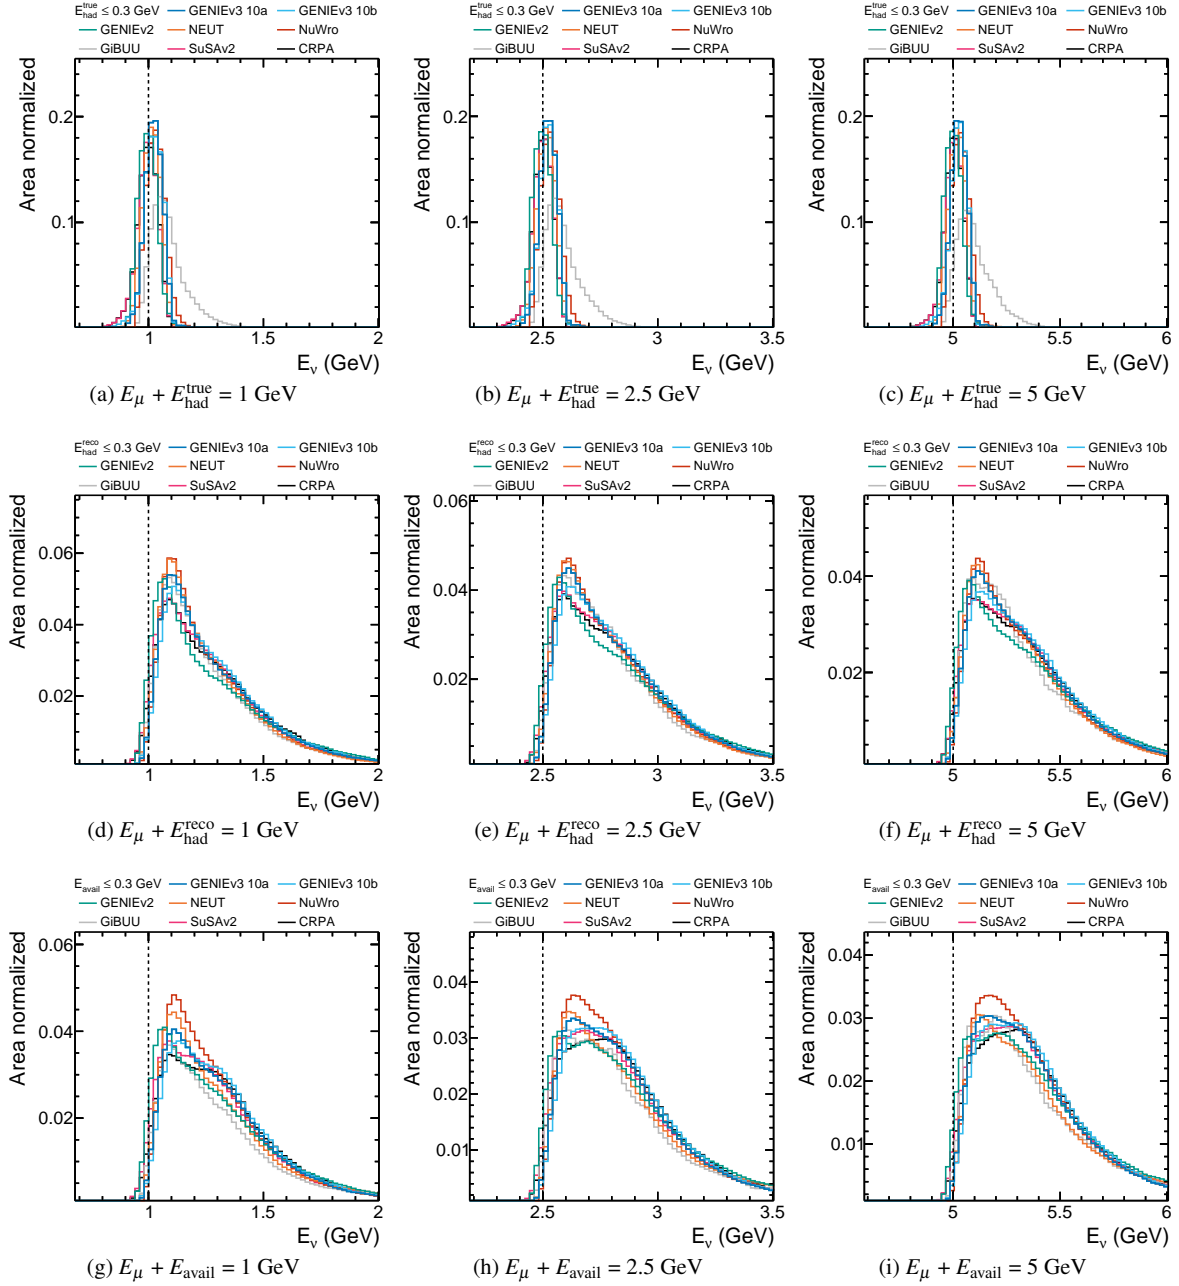 E_had^true ≤ 0.3 GeV GENIEv3 10a GENIEv3 10b
GENIEv2 NEUT NuWro
GiBUU SuSAv2 CRPA
Area normalized
0.2
0.1
1 1.5 2
E_ν (GeV)
(a) E_μ + E_had^true = 1 GeV
E_had^true ≤ 0.3 GeV GENIEv3 10a GENIEv3 10b
GENIEv2 NEUT NuWro
GiBUU SuSAv2 CRPA
Area normalized
0.2
0.1
2.5 3 3.5
E_ν (GeV)
(b) E_μ + E_had^true = 2.5 GeV
E_had^true ≤ 0.3 GeV GENIEv3 10a GENIEv3 10b
GENIEv2 NEUT NuWro
GiBUU SuSAv2 CRPA
Area normalized
0.2
0.1
5 5.5 6
E_ν (GeV)
(c) E_μ + E_had^true = 5 GeV
E_had^reco ≤ 0.3 GeV GENIEv3 10a GENIEv3 10b
GENIEv2 NEUT NuWro
GiBUU SuSAv2 CRPA
Area normalized
0.06
0.04
0.02
1 1.5 2
E_ν (GeV)
(d) E_μ + E_had^reco = 1 GeV
E_had^reco ≤ 0.3 GeV GENIEv3 10a GENIEv3 10b
GENIEv2 NEUT NuWro
GiBUU SuSAv2 CRPA
Area normalized
0.06
0.04
0.02
2.5 3 3.5
E_ν (GeV)
(e) E_μ + E_had^reco = 2.5 GeV
E_had^reco ≤ 0.3 GeV GENIEv3 10a GENIEv3 10b
GENIEv2 NEUT NuWro
GiBUU SuSAv2 CRPA
Area normalized
0.04
0.02
5 5.5 6
E_ν (GeV)
(f) E_μ + E_had^reco = 5 GeV
E_avail ≤ 0.3 GeV GENIEv3 10a GENIEv3 10b
GENIEv2 NEUT NuWro
GiBUU SuSAv2 CRPA
Area normalized
0.06
0.04
0.02
1 1.5 2
E_ν (GeV)
(g) E_μ + E_avail = 1 GeV
E_avail ≤ 0.3 GeV GENIEv3 10a GENIEv3 10b
GENIEv2 NEUT NuWro
GiBUU SuSAv2 CRPA
Area normalized
0.04
0.03
0.02
0.01
2.5 3 3.5
E_ν (GeV)
(h) E_μ + E_avail = 2.5 GeV
E_avail ≤ 0.3 GeV GENIEv3 10a GENIEv3 10b
GENIEv2 NEUT NuWro
GiBUU SuSAv2 CRPA
Area normalized
0.04
0.03
0.02
0.01
5 5.5 6
E_ν (GeV)
(i) E_μ + E_avail = 5 GeV